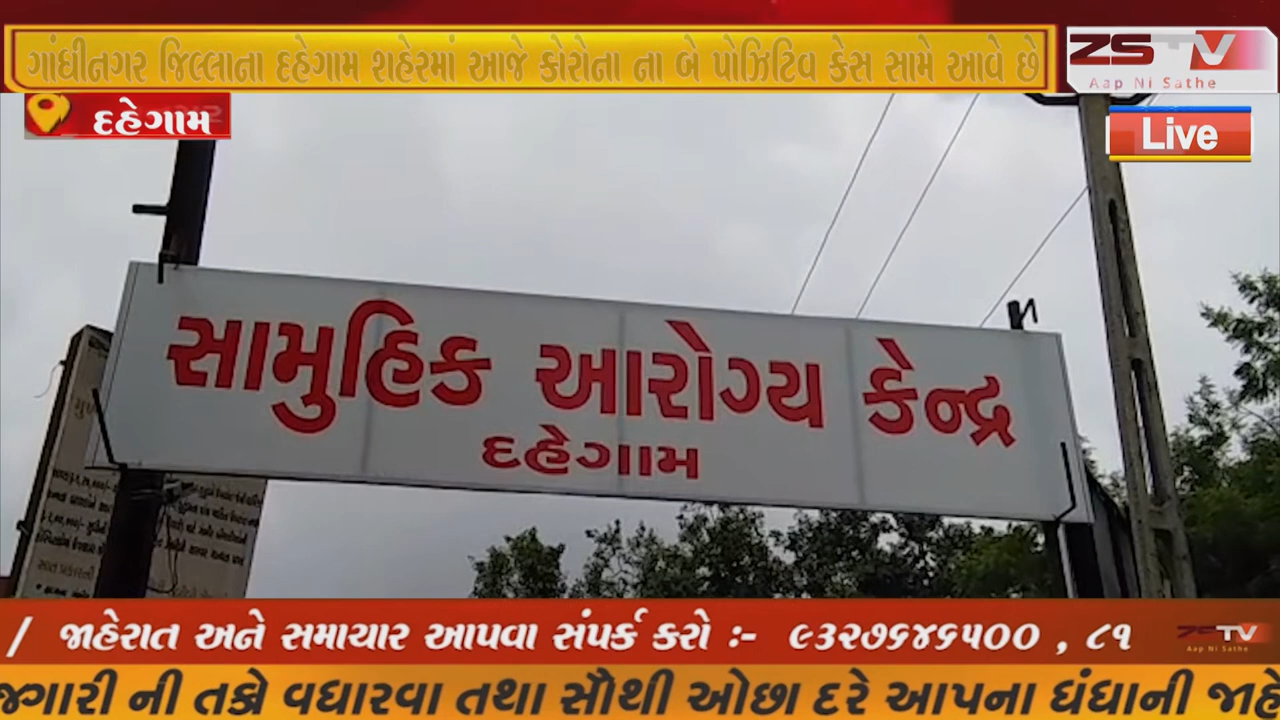 ગાંધીનગર જિલ્લાના દહેગામ શહેરમાં આજે કોરોના ના બે પોઝિટિવ કેસ સામે આવે છે
ZSTV
Aap Ni Sathe
દહેગામ
Live
સામુહિક આરોગ્ય કેન્દ્ર
દહેગામ
/ જાહેરાત અને સમાચાર આપવા સંપર્ક કરો :- ૯૩૨૭૬૪૬૫૦૦ , ૮૧
ZSTV
Aap Ni Sathe
જગારી ની તકો વધારવા તથા સૌથી ઓછા દરે આપના ધંધાની જાહે